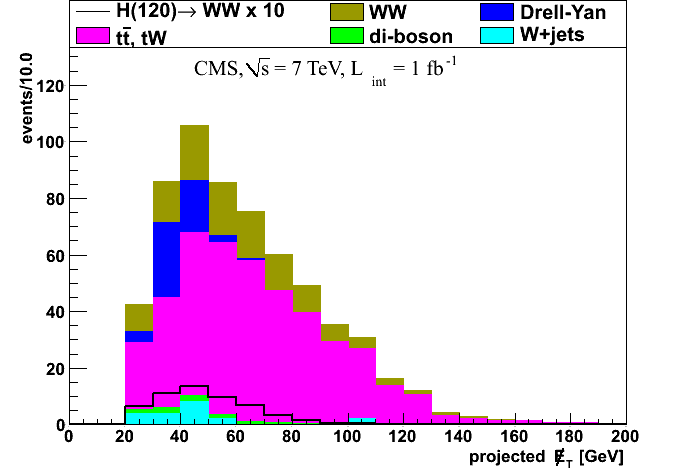 H(120)→ WW x 10 WW Drell-Yan
tt̄, tW di-boson W+jets
CMS, √s = 7 TeV, L int = 1 fb⁻¹
events/10.0
120
100
80
60
40
20
0
0 20 40 60 80 100 120 140 160 180 200
projected E̸T [GeV]